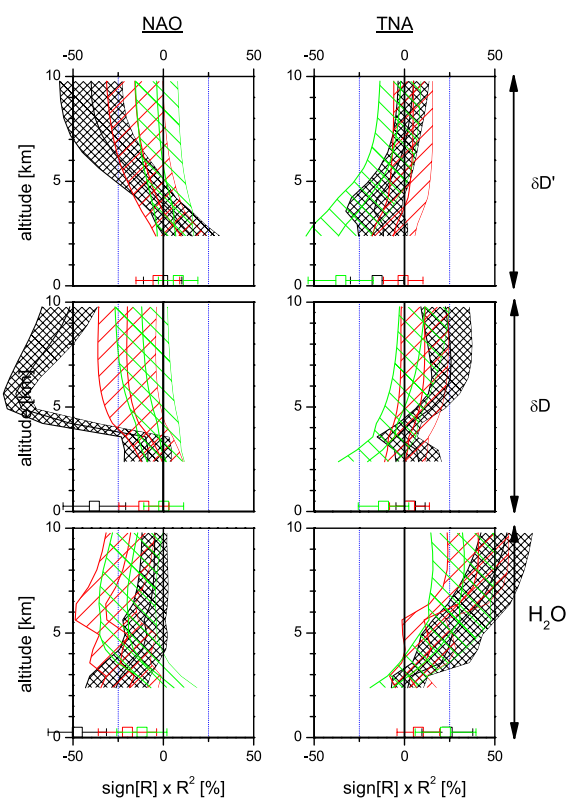 NAO TNA
-50 0 50 -50 0 50
10 10
altitude [km] 5 5 δD'
0 0
10 10
altitude [km] 5 5 δD
0 0
10 10
altitude [km] 5 5 H₂O
0 0
-50 0 50 -50 0 50
sign[R] x R² [%] sign[R] x R² [%]